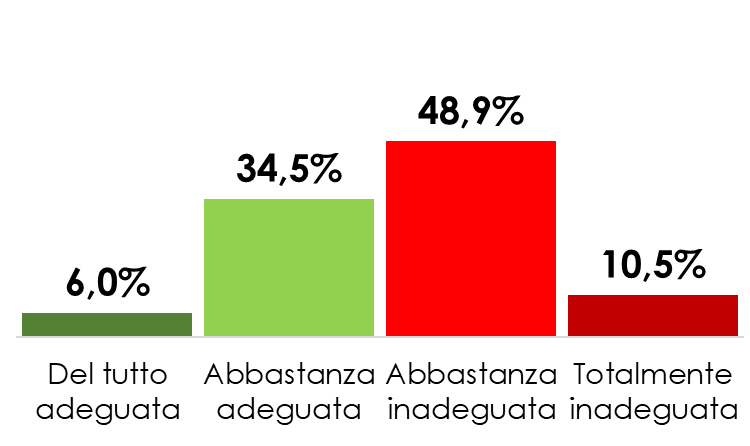 48,9%
34,5%
10,5%
6,0%
Del tutto adeguata
Abbastanza adeguata
Abbastanza inadeguata
Totalmente inadeguata